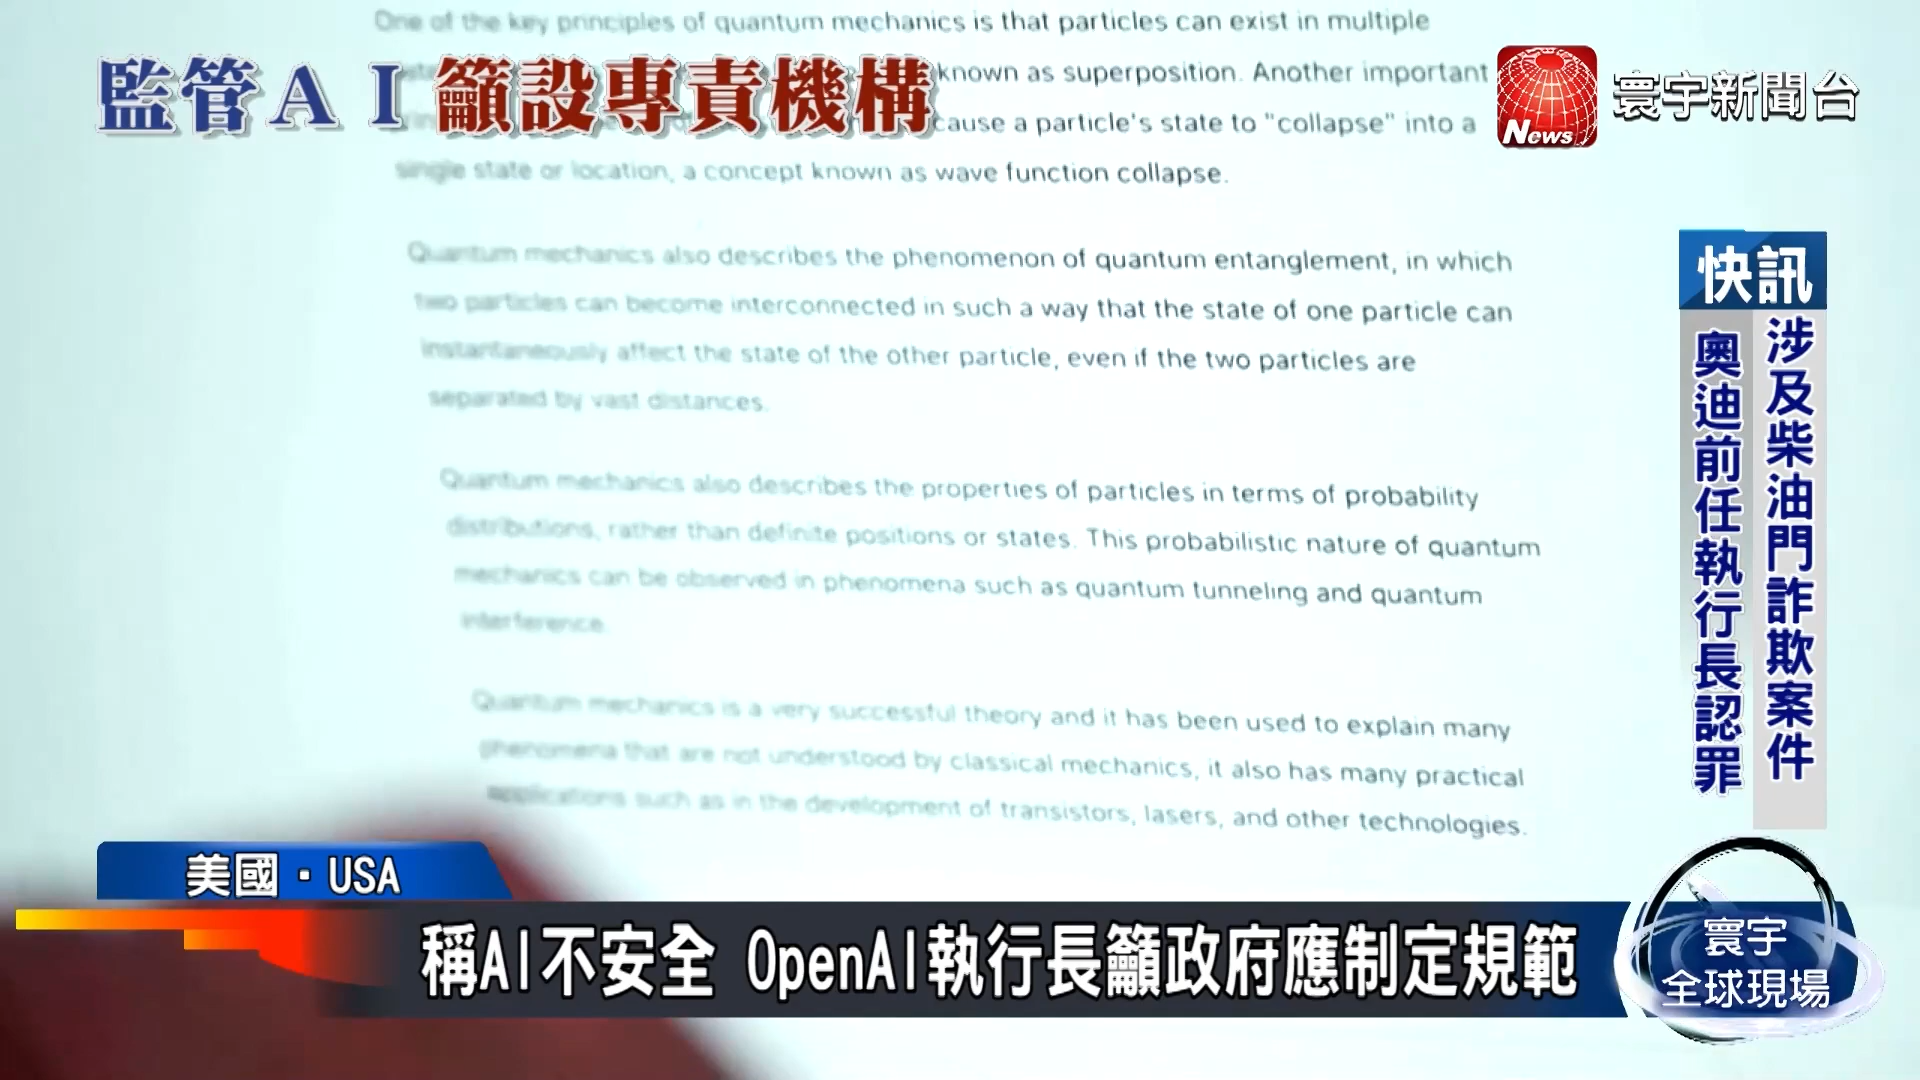 One of the key principles of quantum mechanics is that particles can exist in multiple
known as superposition. Another important
cause a particle's state to "collapse" into a
single state or location, a concept known as wave function collapse.
Quantum mechanics also describes the phenomenon of quantum entanglement, in which
two particles can become interconnected in such a way that the state of one particle can
instantaneously affect the state of the other particle, even if the two particles are
separated by vast distances.
Quantum mechanics also describes the properties of particles in terms of probability
distributions, rather than definite positions or states. This probabilistic nature of quantum
mechanics can be observed in phenomena such as quantum tunneling and quantum
interference.
Quantum mechanics is a very successful theory and it has been used to explain many
phenomena that are not understood by classical mechanics, it also has many practical
applications such as in the development of transistors, lasers, and other technologies.
監管AI籲設專責機構
News
寰宇新聞台
快訊
涉及柴油門詐欺案件
奧迪前任執行長認罪
美國・USA
稱AI不安全 OpenAI執行長籲政府應制定規範
寰宇
全球現場